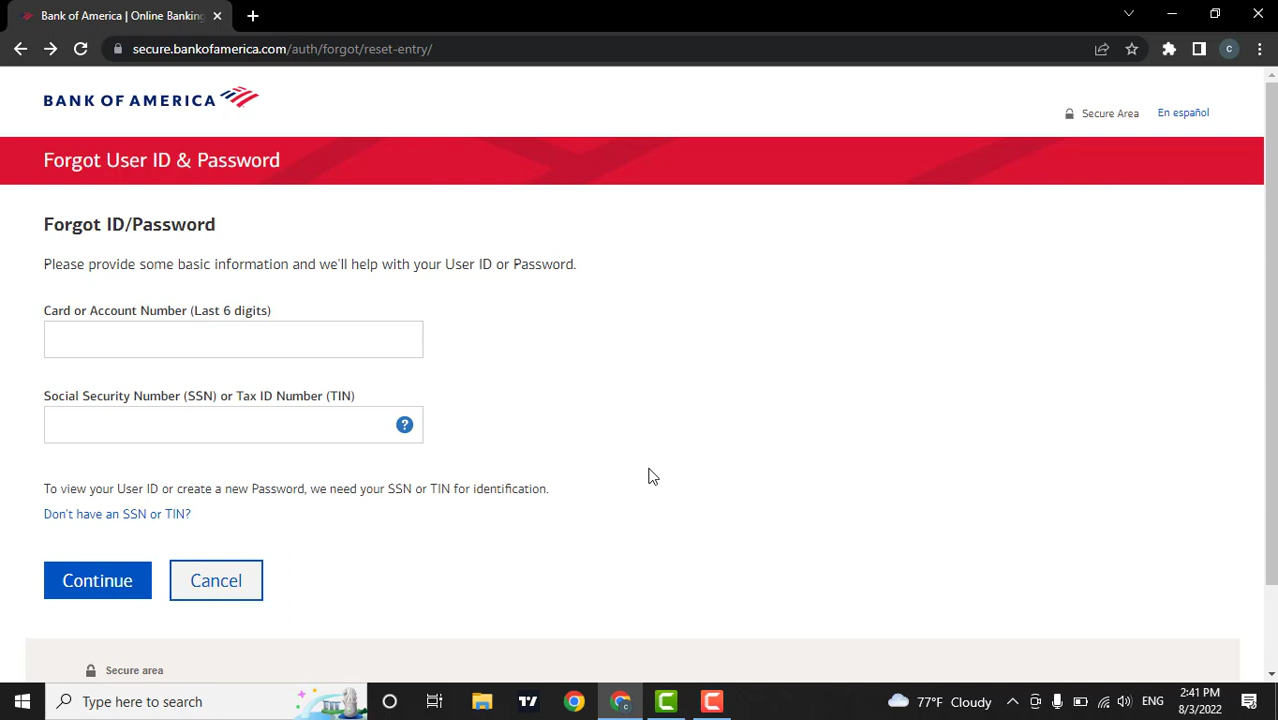 Bank of America | Online Banking
secure.bankofamerica.com/auth/forgot/reset-entry/
c
BANK OF AMERICA
Secure Area
En español
Forgot User ID & Password
Forgot ID/Password
Please provide some basic information and we'll help with your User ID or Password.
Card or Account Number (Last 6 digits)
Social Security Number (SSN) or Tax ID Number (TIN)
?
To view your User ID or create a new Password, we need your SSN or TIN for identification.
Don't have an SSN or TIN?
Continue
Cancel
Secure area
Type here to search
77°F Cloudy
ENG
2:41 PM
8/3/2022